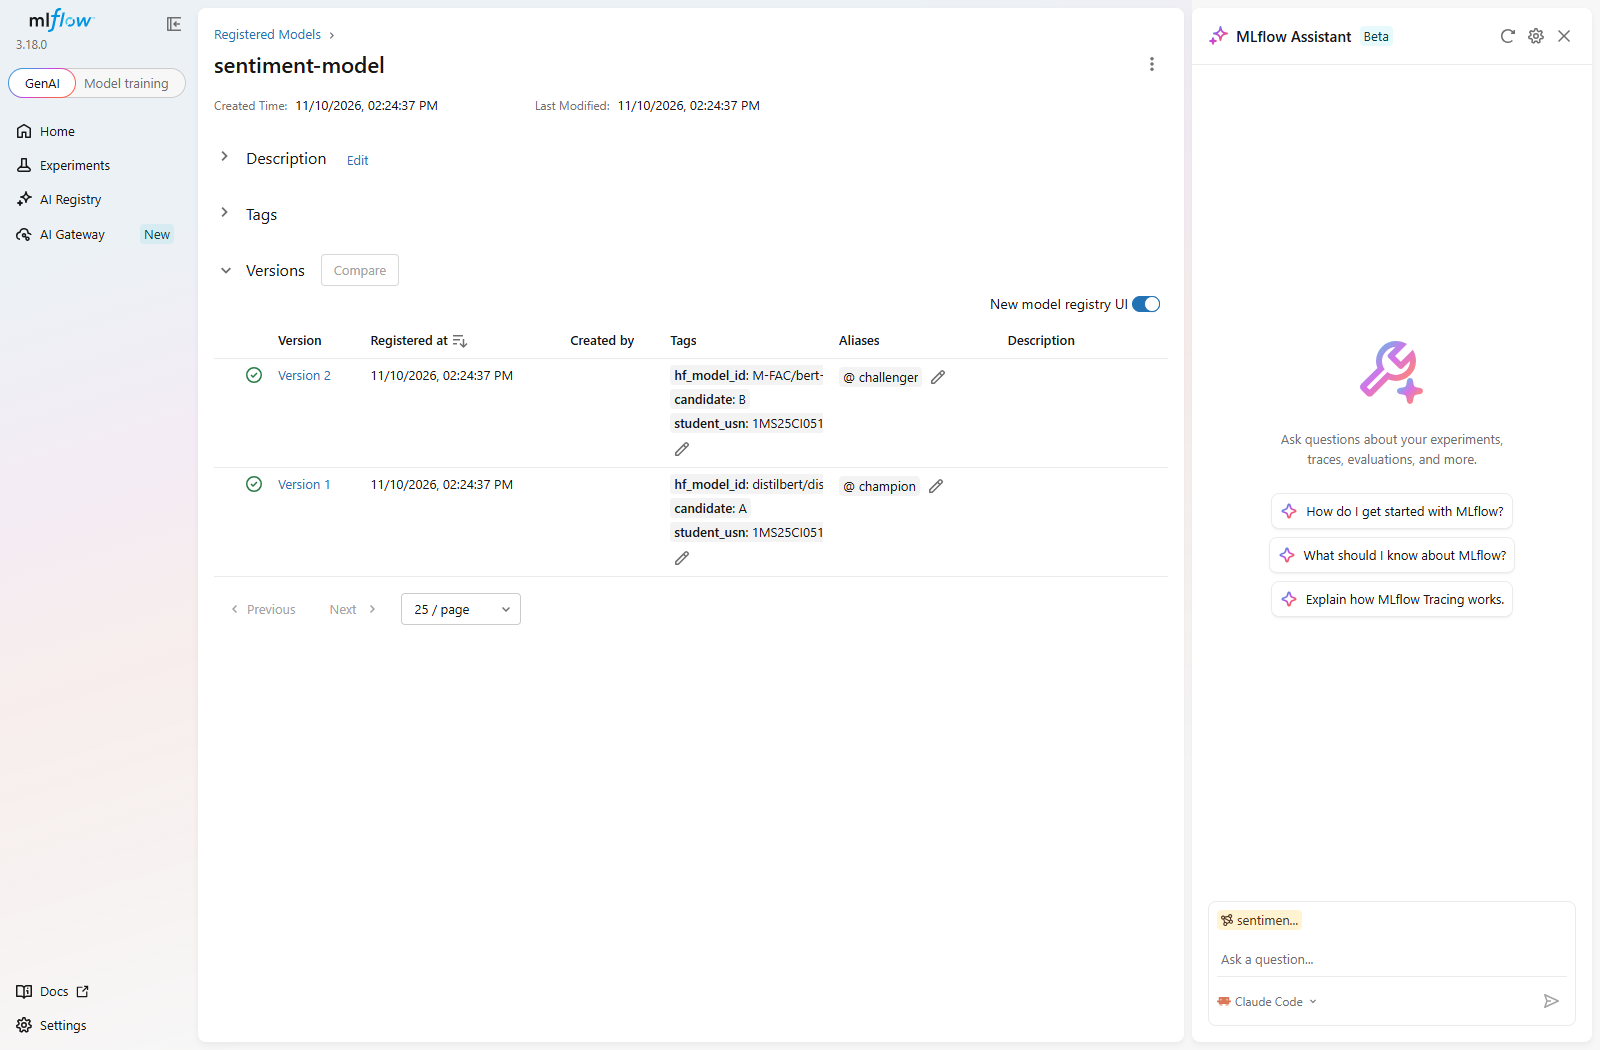 mlflow
3.18.0
GenAI
Model training
Home
Experiments
AI Registry
AI Gateway
New
Docs
Settings
Registered Models
sentiment-model
Created Time: 11/10/2026, 02:24:37 PM
Last Modified: 11/10/2026, 02:24:37 PM
Description
Edit
Tags
Versions
Compare
New model registry UI
Version Registered at Created by Tags Aliases Description
Version 2 11/10/2026, 02:24:37 PM hf_model_id: M-FAC/bert- @ challenger
candidate: B
student_usn: 1MS25CI051
Version 1 11/10/2026, 02:24:37 PM hf_model_id: distilbert/dis @ champion
candidate: A
student_usn: 1MS25CI051
Previous
Next
25 / page
MLflow Assistant
Beta
Ask questions about your experiments,
traces, evaluations, and more.
How do I get started with MLflow?
What should I know about MLflow?
Explain how MLflow Tracing works.
sentimen...
Ask a question...
Claude Code